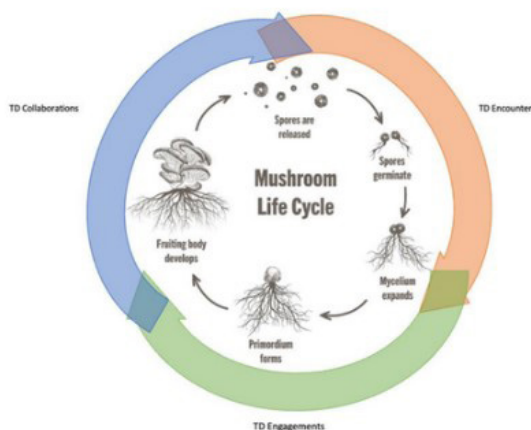 TD Collaborations
TD Encounter
Spores are
released
Spores
germinate
Mushroom
Life Cycle
Mycelium
expands
Fruiting body
develops
Primordium
forms
TD Engagements